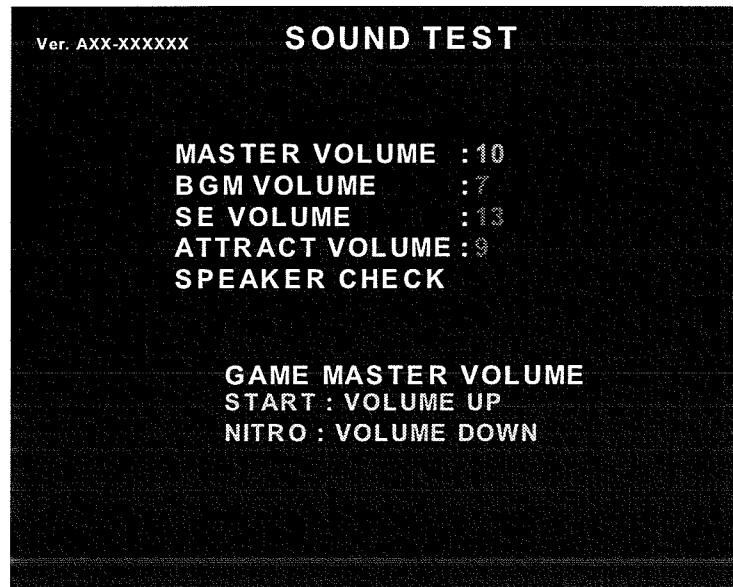 Ver. AXX-XXXXXX
SOUND TEST
MASTER VOLUME :10
BGM VOLUME :7
SE VOLUME :13
ATTRACT VOLUME :9
SPEAKER CHECK
GAME MASTER VOLUME
START : VOLUME UP
NITRO : VOLUME DOWN